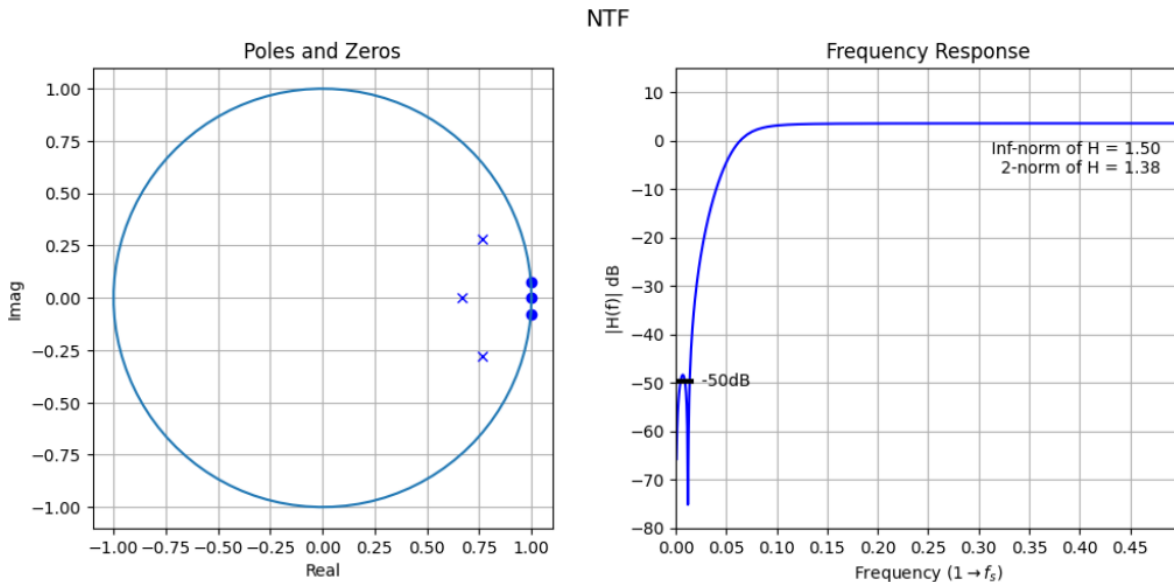 NTF
Poles and Zeros
1.00
0.75
0.50
0.25
0.00
−0.25
−0.50
−0.75
−1.00
Imag
−1.00 −0.75 −0.50 −0.25 0.00 0.25 0.50 0.75 1.00
Real
Frequency Response
10
0
−10
−20
−30
−40
−50
−60
−70
−80
|H(f)| dB
Inf-norm of H = 1.50
2-norm of H = 1.38
-50dB
0.00 0.05 0.10 0.15 0.20 0.25 0.30 0.35 0.40 0.45
Frequency (1→fs)